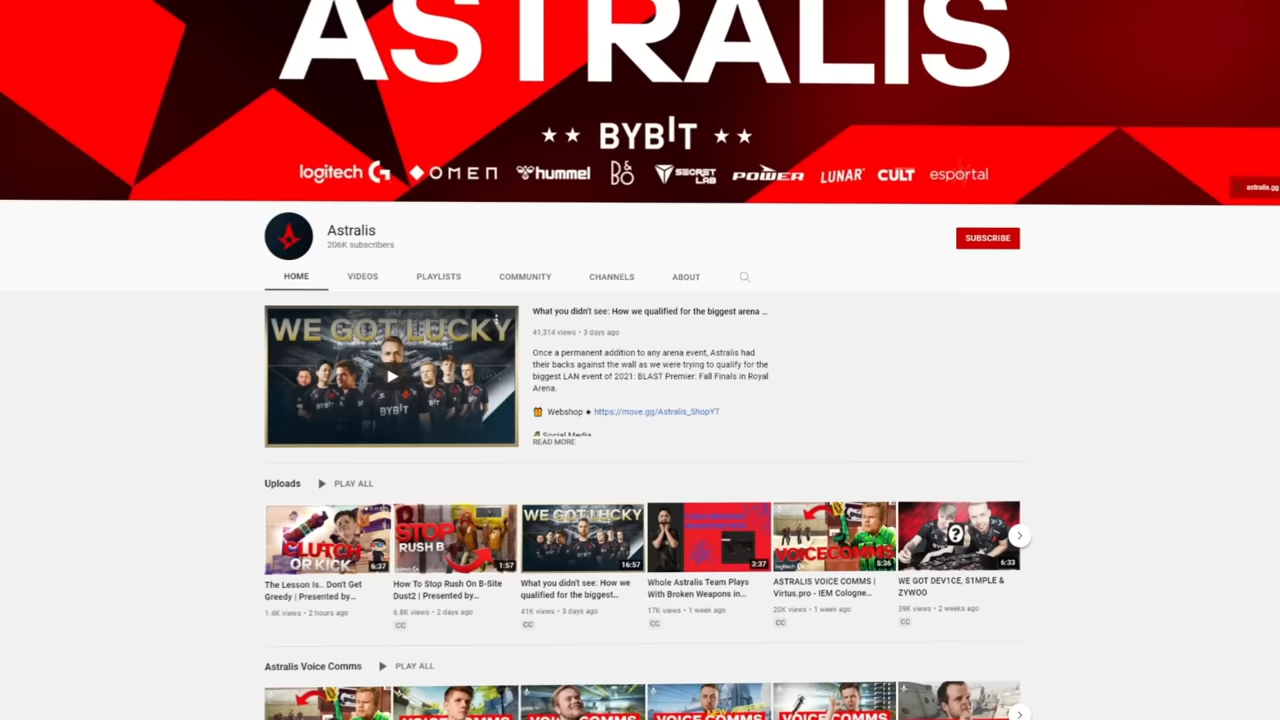 ASTRALIS
BYBIT
logitech G OMEN hummel B&O SECRET LAB POWER LUNAR CULT esportal
astralis.gg
Astralis
206K subscribers
SUBSCRIBE
HOME VIDEOS PLAYLISTS COMMUNITY CHANNELS ABOUT
WE GOT LUCKY
BYBIT
What you didn't see: How we qualified for the biggest arena ...
41,314 views • 3 days ago
Once a permanent addition to any arena event, Astralis had
their backs against the wall as we were trying to qualify for the
biggest LAN event of 2021: BLAST Premier: Fall Finals in Royal
Arena.
Webshop ★ https://move.gg/Astralis_ShopYT
Social Media
READ MORE
Uploads PLAY ALL
CLUTCH
OR KICK
6:37
STOP
RUSH B
1:57
WE GOT LUCKY
16:57
3:37
VOICECOMMS
logitech G
5:36
?
6:33
The Lesson Is.. Don't Get
Greedy | Presented by...
1.4K views • 2 hours ago
How To Stop Rush On B-Site
Dust2 | Presented by...
6.8K views • 2 days ago
CC
What you didn't see: How we
qualified for the biggest...
41K views • 3 days ago
CC
Whole Astralis Team Plays
With Broken Weapons in...
17K views • 1 week ago
CC
ASTRALIS VOICE COMMS |
Virtus.pro - IEM Cologne...
20K views • 1 week ago
CC
WE GOT DEV1CE, S1MPLE &
ZYWOO
39K views • 2 weeks ago
CC
Astralis Voice Comms PLAY ALL
VOICE COMMS
VOICE COMMS